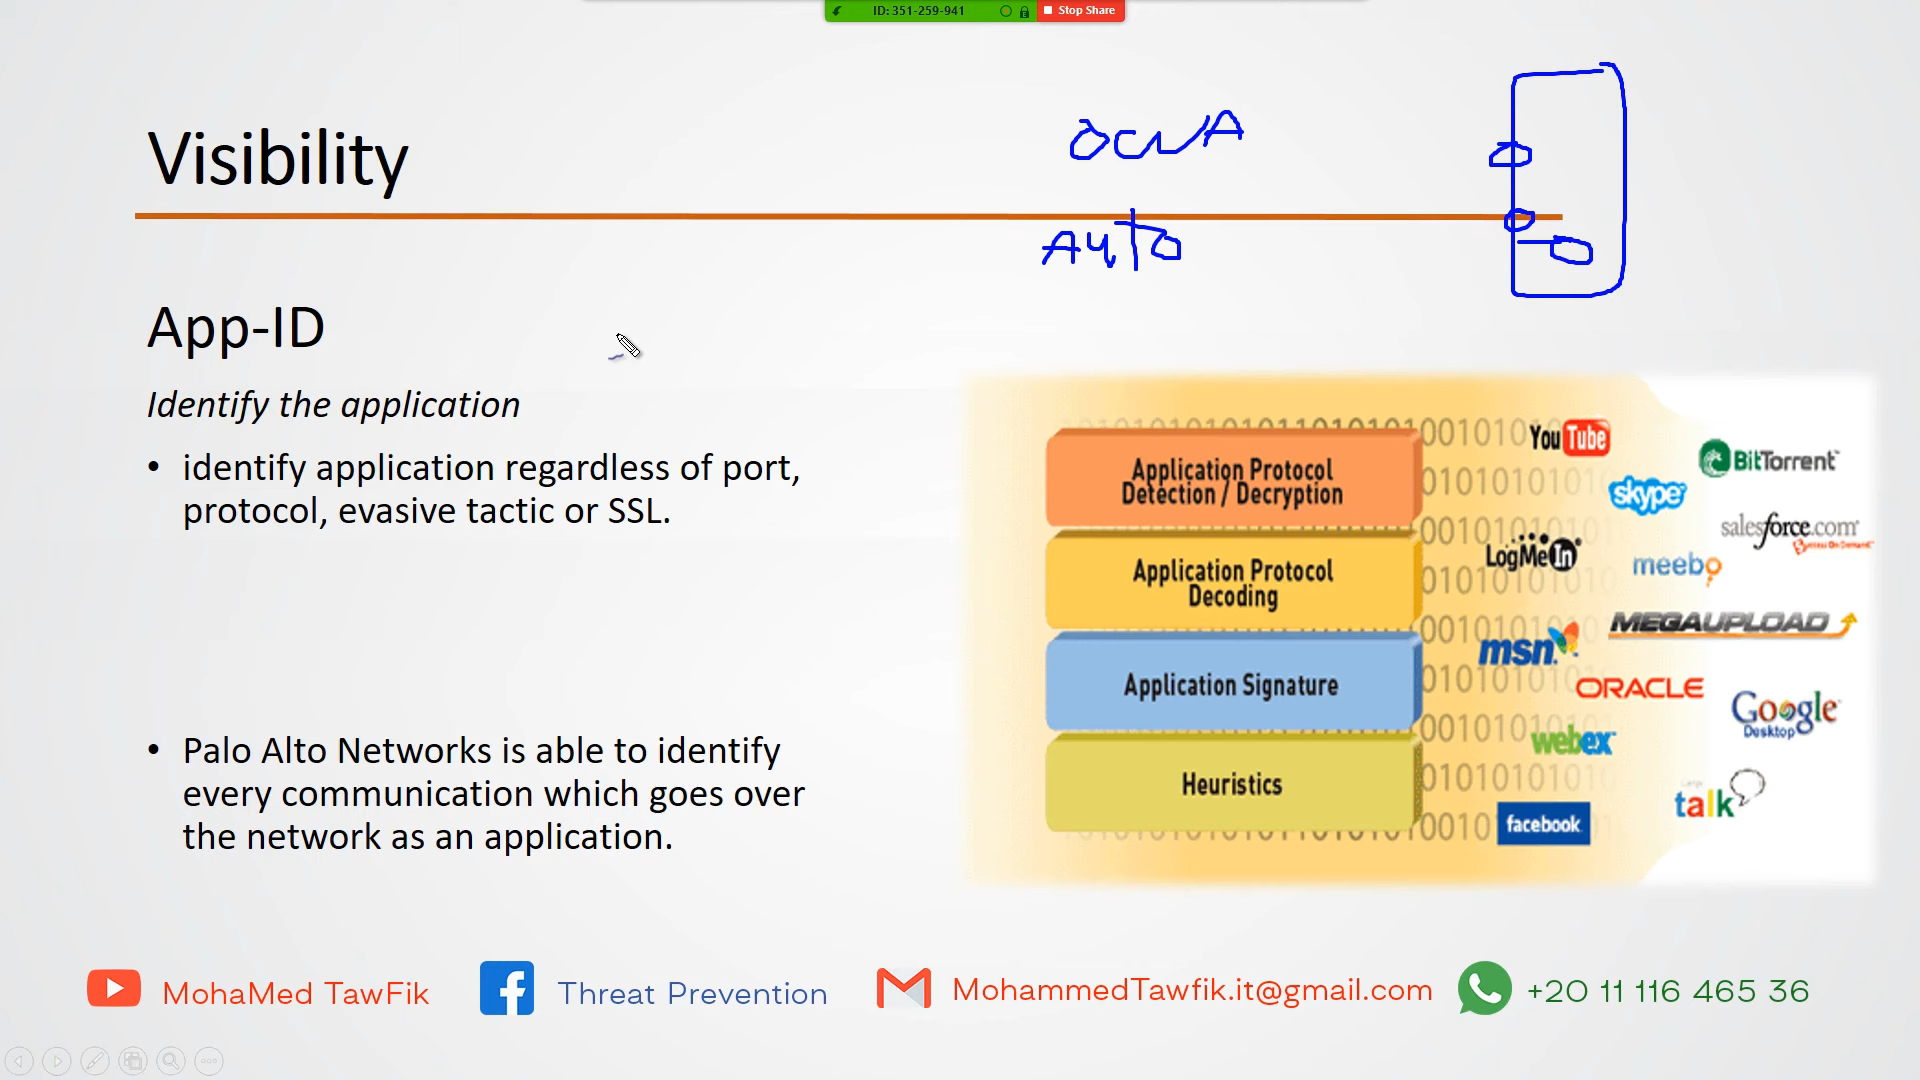 ID: 351-259-941
Stop Share
Visibility
AUTO
App-ID
Identify the application
• identify application regardless of port,
protocol, evasive tactic or SSL.
• Palo Alto Networks is able to identify
every communication which goes over
the network as an application.
Application Protocol
Detection / Decryption
Application Protocol
Decoding
Application Signature
Heuristics
YouTube
BitTorrent
skype
salesforce.com
LogMeIn
meebo
MEGAUPLOAD
msn
ORACLE
Google
Desktop
webex
talk
facebook
MohaMed TawFik
Threat Prevention
MohammedTawfik.it@gmail.com
+20 11 116 465 36